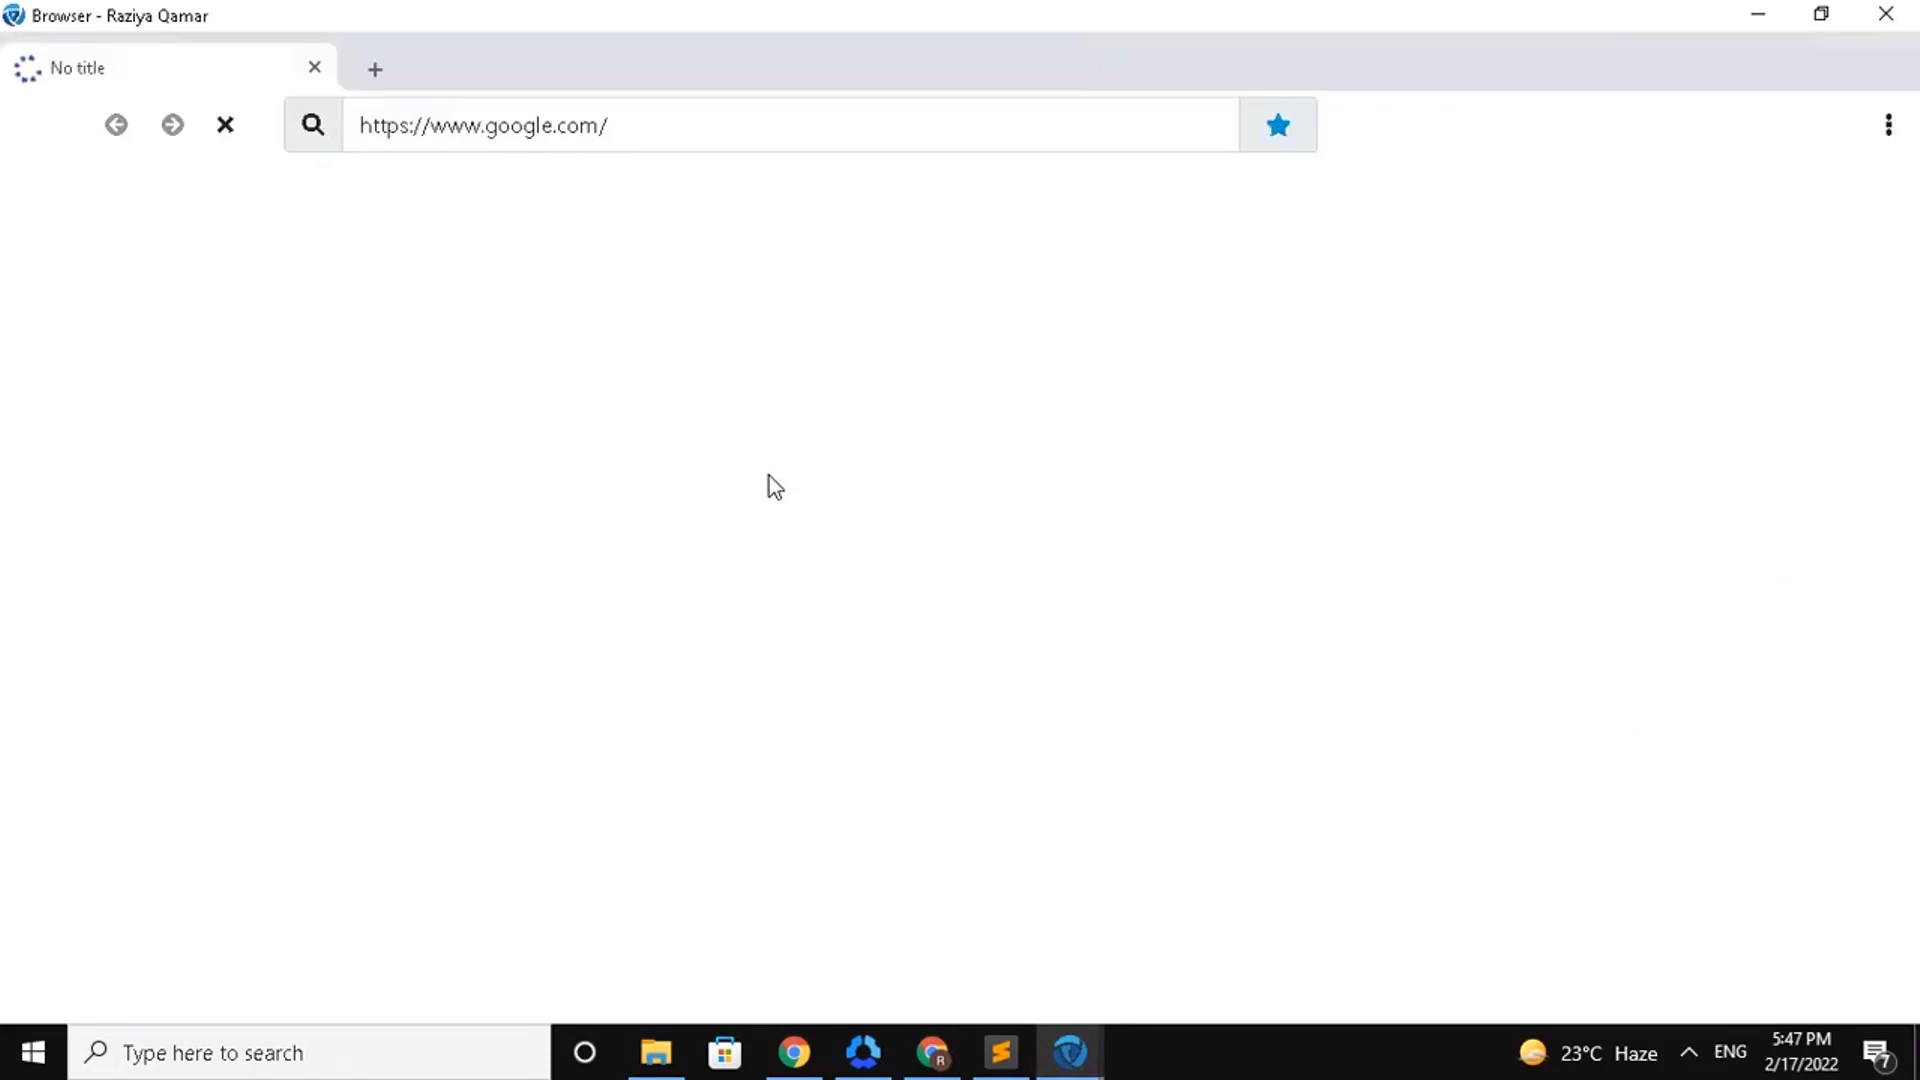 Browser - Raziya Qamar
No title
https://www.google.com/
Type here to search
R
23°C Haze
ENG
5:47 PM
2/17/2022
7